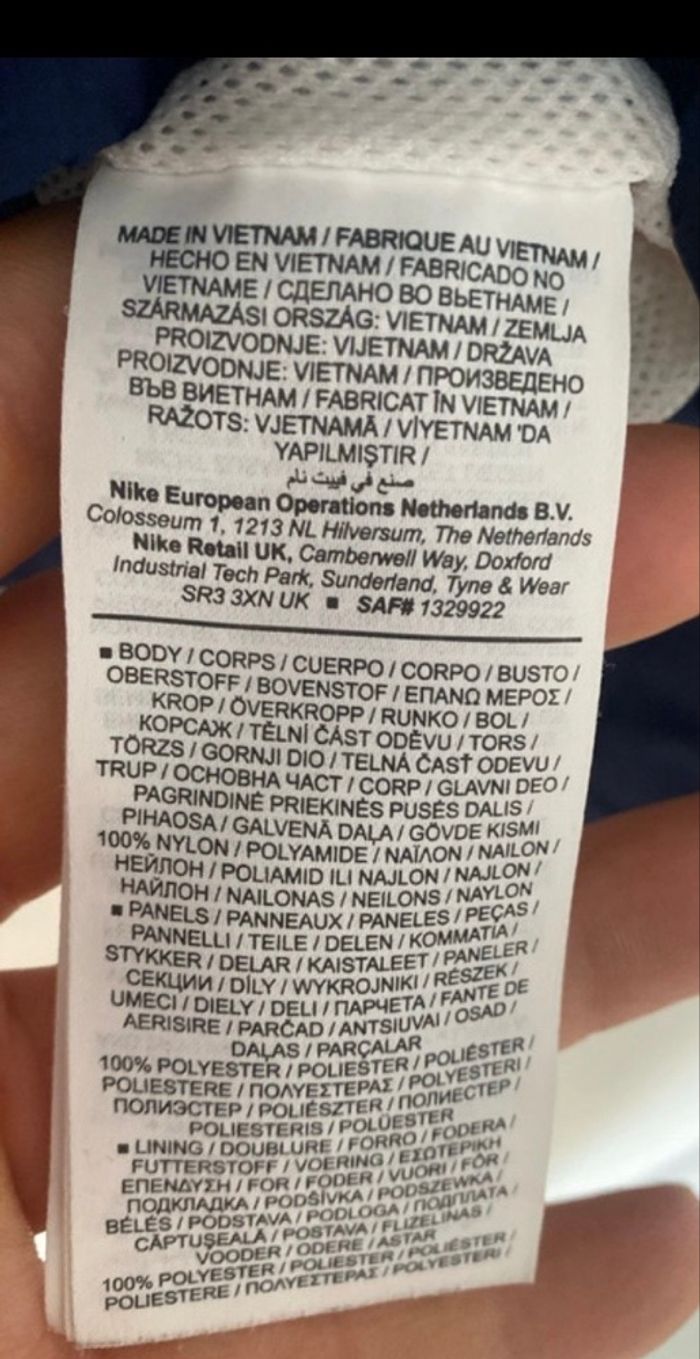 MADE IN VIETNAM / FABRIQUE AU VIETNAM /
HECHO EN VIETNAM / FABRICADO NO
VIETNAME / СДЕЛАНО ВО ВЬЕТНАМЕ /
SZÁRMAZÁSI ORSZÁG: VIETNAM / ZEMLJA
PROIZVODNJE: VIJETNAM / DRŽAVA
PROIZVODNJE: VIETNAM / ПРОИЗВЕДЕНО
ВЪВ ВИЕТНАМ / FABRICAT ÎN VIETNAM /
RAŽOTS: VJETNAMĀ / VİYETNAM 'DA
YAPILMIŞTIR /
صنع في فييت نام
Nike European Operations Netherlands B.V.
Colosseum 1, 1213 NL Hilversum, The Netherlands
Nike Retail UK, Camberwell Way, Doxford
Industrial Tech Park, Sunderland, Tyne & Wear
SR3 3XN UK ■ SAF# 1329922
■ BODY / CORPS / CUERPO / CORPO / BUSTO /
OBERSTOFF / BOVENSTOF / ΕΠΑΝΩ ΜΕΡΟΣ /
KROP / ÖVERKROPP / RUNKO / BOL /
КОРСАЖ / TĚLNÍ ČÁST ODĚVU / TORS /
TÖRZS / GORNJI DIO / TELNÁ ČASŤ ODEVU /
TRUP / ОСНОВНА ЧАСТ / CORP / GLAVNI DEO /
PAGRINDINĖ PRIEKINĖS PUSĖS DALIS /
PIHAOSA / GALVENĀ DAĻA / GÖVDE KISMI
100% NYLON / POLYAMIDE / ΝΑΪΛΟΝ / NAILON /
НЕЙЛОН / POLIAMID ILI NAJLON / NAJLON /
НАЙЛОН / NAILONAS / NEILONS / NAYLON
■ PANELS / PANNEAUX / PANELES / PEÇAS /
PANNELLI / TEILE / DELEN / ΚΟΜΜΑΤΙΑ /
STYKKER / DELAR / KAISTALEET / PANELER /
СЕКЦИИ / DÍLY / WYKROJNIKI / RÉSZEK /
UMECI / DIELY / DELI / ПАРЧЕТА / FANTE DE
AERISIRE / PARČAD / ANTSIUVAI / OSAD /
DAĻAS / PARÇALAR
100% POLYESTER / POLIESTER / POLIÉSTER /
POLIESTERE / ΠΟΛΥΕΣΤΕΡΑΣ / POLYESTERI /
ПОЛИЭСТЕР / POLIÉSZTER / ПОЛИЕСТЕР /
POLIESTERIS / POLÜESTER
■ LINING / DOUBLURE / FORRO / FODERA /
FUTTERSTOFF / VOERING / ΕΣΩΤΕΡΙΚΗ
ΕΠΕΝΔΥΣΗ / FOR / FODER / VUORI / FÔR /
ПОДКЛАДКА / PODŠÍVKA / PODSZEWKA /
BÉLÉS / PODSTAVA / PODLOGA / ПОДПЛАТА /
CĂPTUŞEALĂ / POSTAVA / FLIZELINAS /
VOODER / ODERE / ASTAR
100% POLYESTER / POLIESTER / POLIÉSTER /
POLIESTERE / ΠΟΛΥΕΣΤΕΡΑΣ / POLYESTERI /